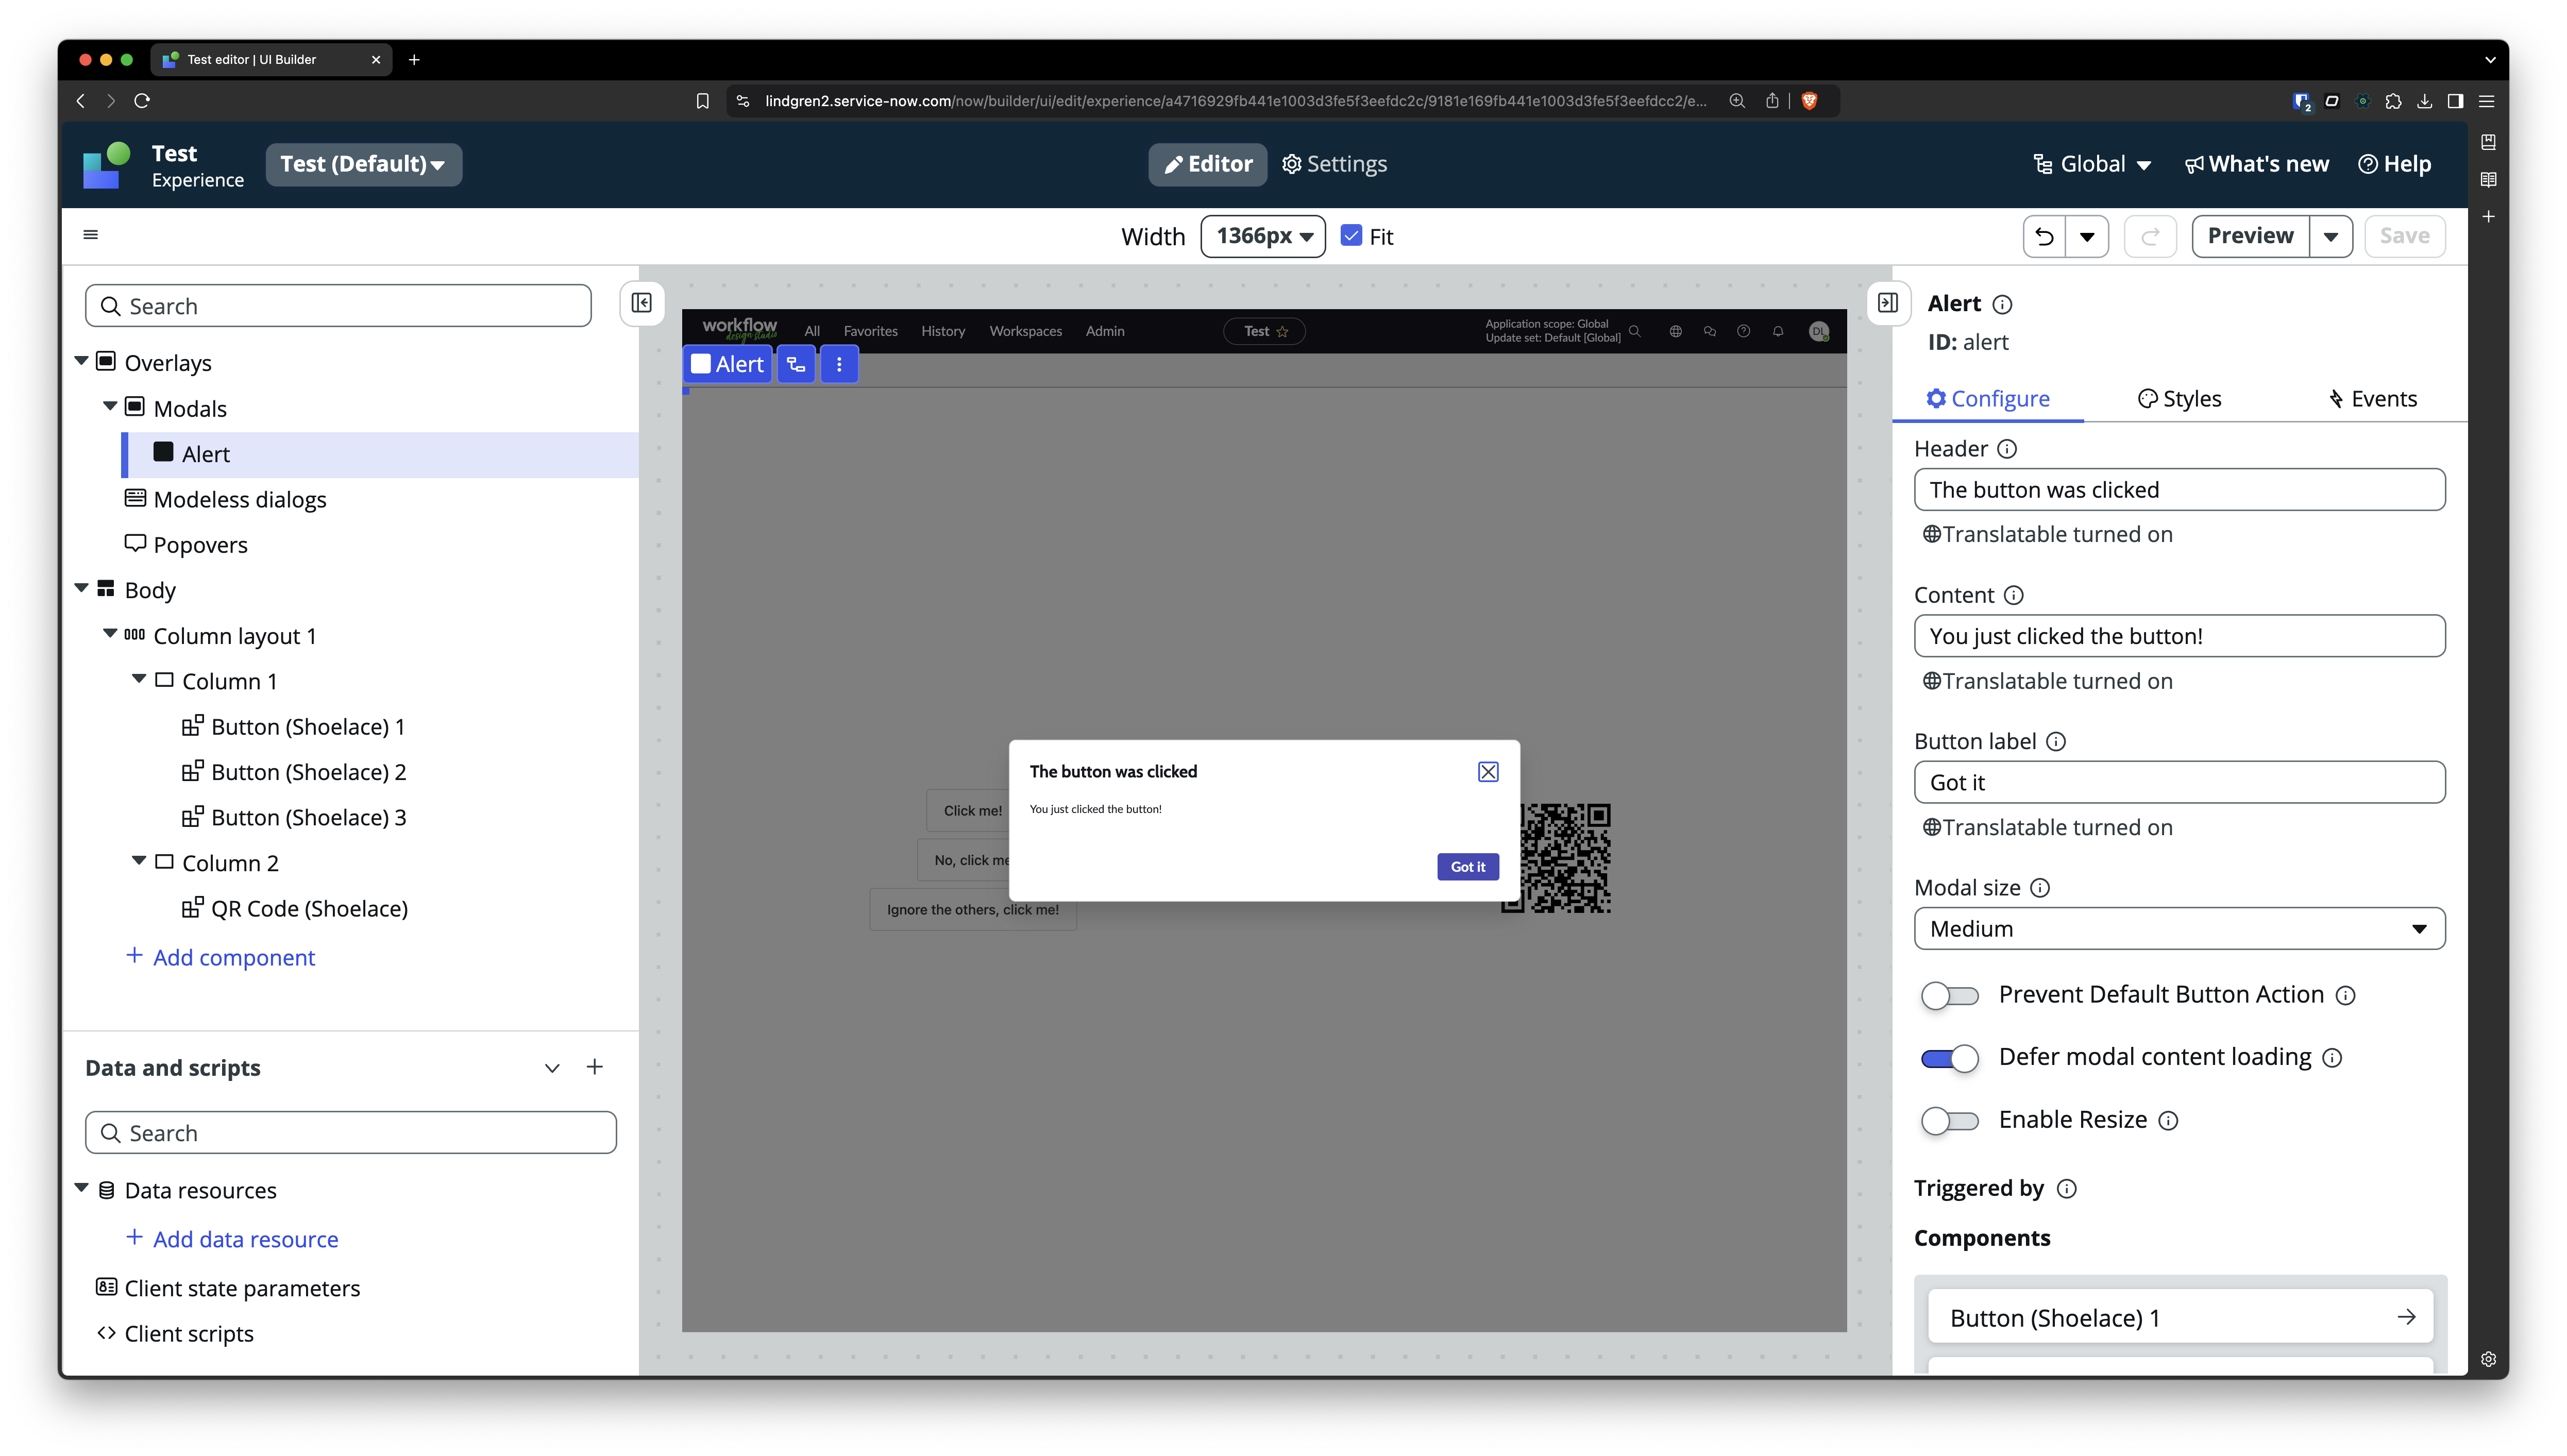 Test editor | UI Builder
lindgren2.service-now.com/now/builder/ui/edit/experience/a4716929fb441e1003d3fe5f3eefdc2c/9181e169fb441e1003d3fe5f3eefdcc2/e...
2
Test
Experience
Test (Default)
Editor
Settings
Global
What's new
Help
Width
1366px
Fit
Preview
Save
Search
Overlays
Modals
Alert
Modeless dialogs
Popovers
Body
Column layout 1
Column 1
Button (Shoelace) 1
Button (Shoelace) 2
Button (Shoelace) 3
Column 2
QR Code (Shoelace)
+ Add component
Data and scripts
Search
Data resources
+ Add data resource
Client state parameters
Client scripts
workflow
design studio
All
Favorites
History
Workspaces
Admin
Test
Application scope: Global
Update set: Default [Global]
DL
Alert
Click me!
No, click me
Ignore the others, click me!
The button was clicked
You just clicked the button!
Got it
Alert
ID: alert
Configure
Styles
Events
Header
The button was clicked
Translatable turned on
Content
You just clicked the button!
Translatable turned on
Button label
Got it
Translatable turned on
Modal size
Medium
Prevent Default Button Action
Defer modal content loading
Enable Resize
Triggered by
Components
Button (Shoelace) 1